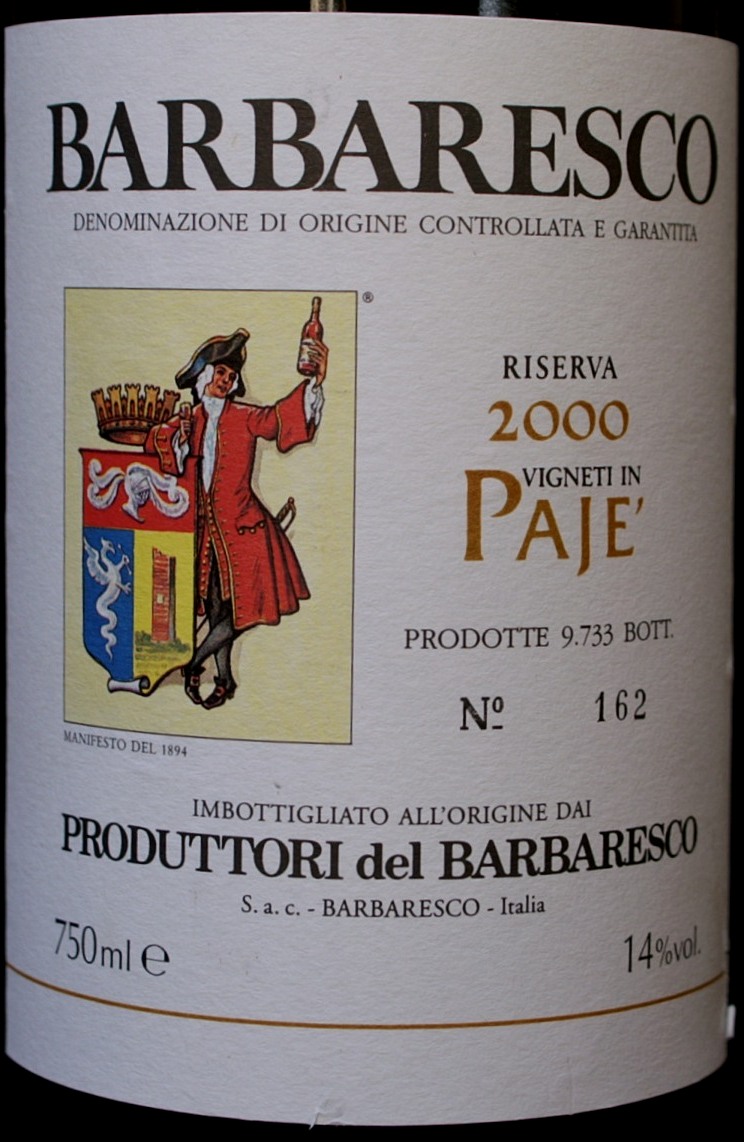 BARBARESCO
DENOMINAZIONE DI ORIGINE CONTROLLATA E GARANTITA
®
RISERVA
2000
VIGNETI IN
PAJE'
PRODOTTE 9.733 BOTT.
Nº 162
MANIFESTO DEL 1894
IMBOTTIGLIATO ALL'ORIGINE DAI
PRODUTTORI del BARBARESCO
S. a. c. - BARBARESCO - Italia
750ml e 14%vol.